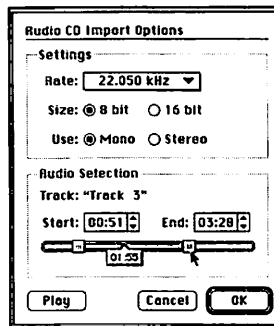 Audio CD Import Options
Settings
Rate: 22.050 kHz
Size: 8 bit 16 bit
Use: Mono Stereo
Audio Selection
Track: "Track 3"
Start: 00:51 End: 03:28
01:55
Play Cancel OK